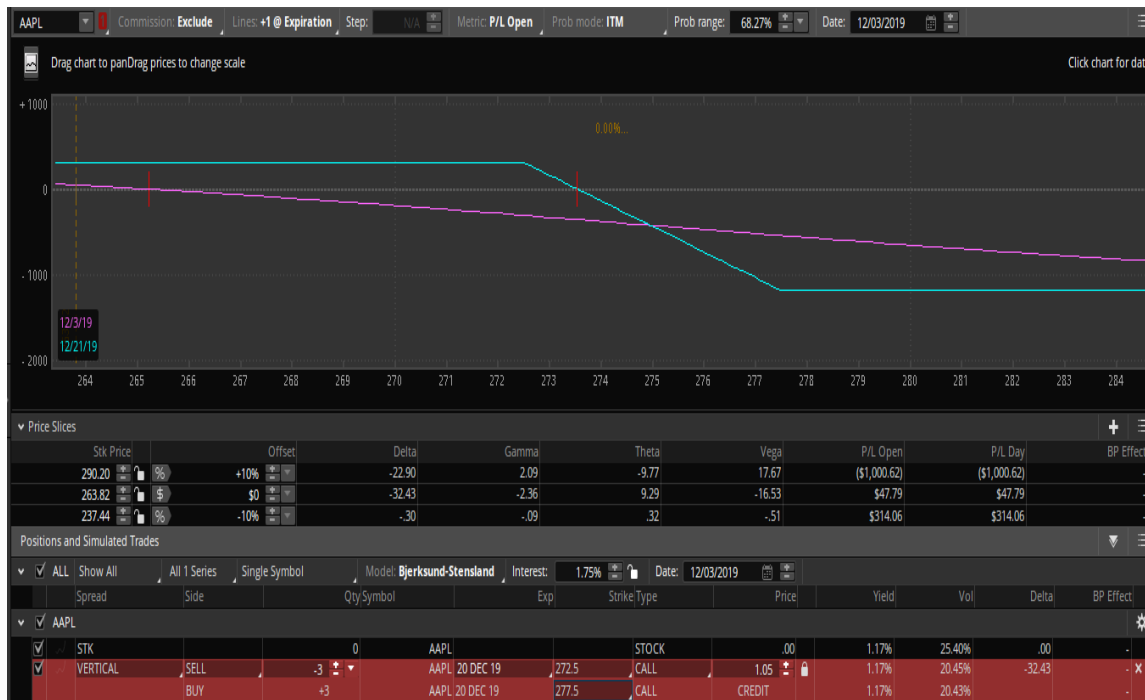 AAPL Commission: Exclude Lines: +1 @ Expiration Step: N/A Metric: P/L Open Prob mode: ITM Prob range: 68.27% Date: 12/03/2019
Drag chart to panDrag prices to change scale Click chart for dat
+ 1000
0.00%...
0
- 1000
12/3/19
12/21/19
- 2000
264 265 266 267 268 269 270 271 272 273 274 275 276 277 278 279 280 281 282 283 284
Price Slices
Stk Price Offset Delta Gamma Theta Vega P/L Open P/L Day BP Effec
290.20 % +10% -22.90 2.09 -9.77 17.67 ($1,000.62) ($1,000.62) -
263.82 $ $0 -32.43 -2.36 9.29 -16.53 $47.79 $47.79 -
237.44 % -10% -.30 -.09 .32 -.51 $314.06 $314.06 -
Positions and Simulated Trades
ALL Show All All 1 Series Single Symbol Model: Bjerksund-Stensland Interest: 1.75% Date: 12/03/2019
Spread Side Qty Symbol Exp Strike Type Price Yield Vol Delta BP Effect
AAPL
STK 0 AAPL STOCK .00 1.17% 25.40% .00 -
VERTICAL SELL -3 AAPL 20 DEC 19 272.5 CALL 1.05 1.17% 20.45% -32.43 - X
BUY +3 AAPL 20 DEC 19 277.5 CALL CREDIT 1.17% 20.43% -